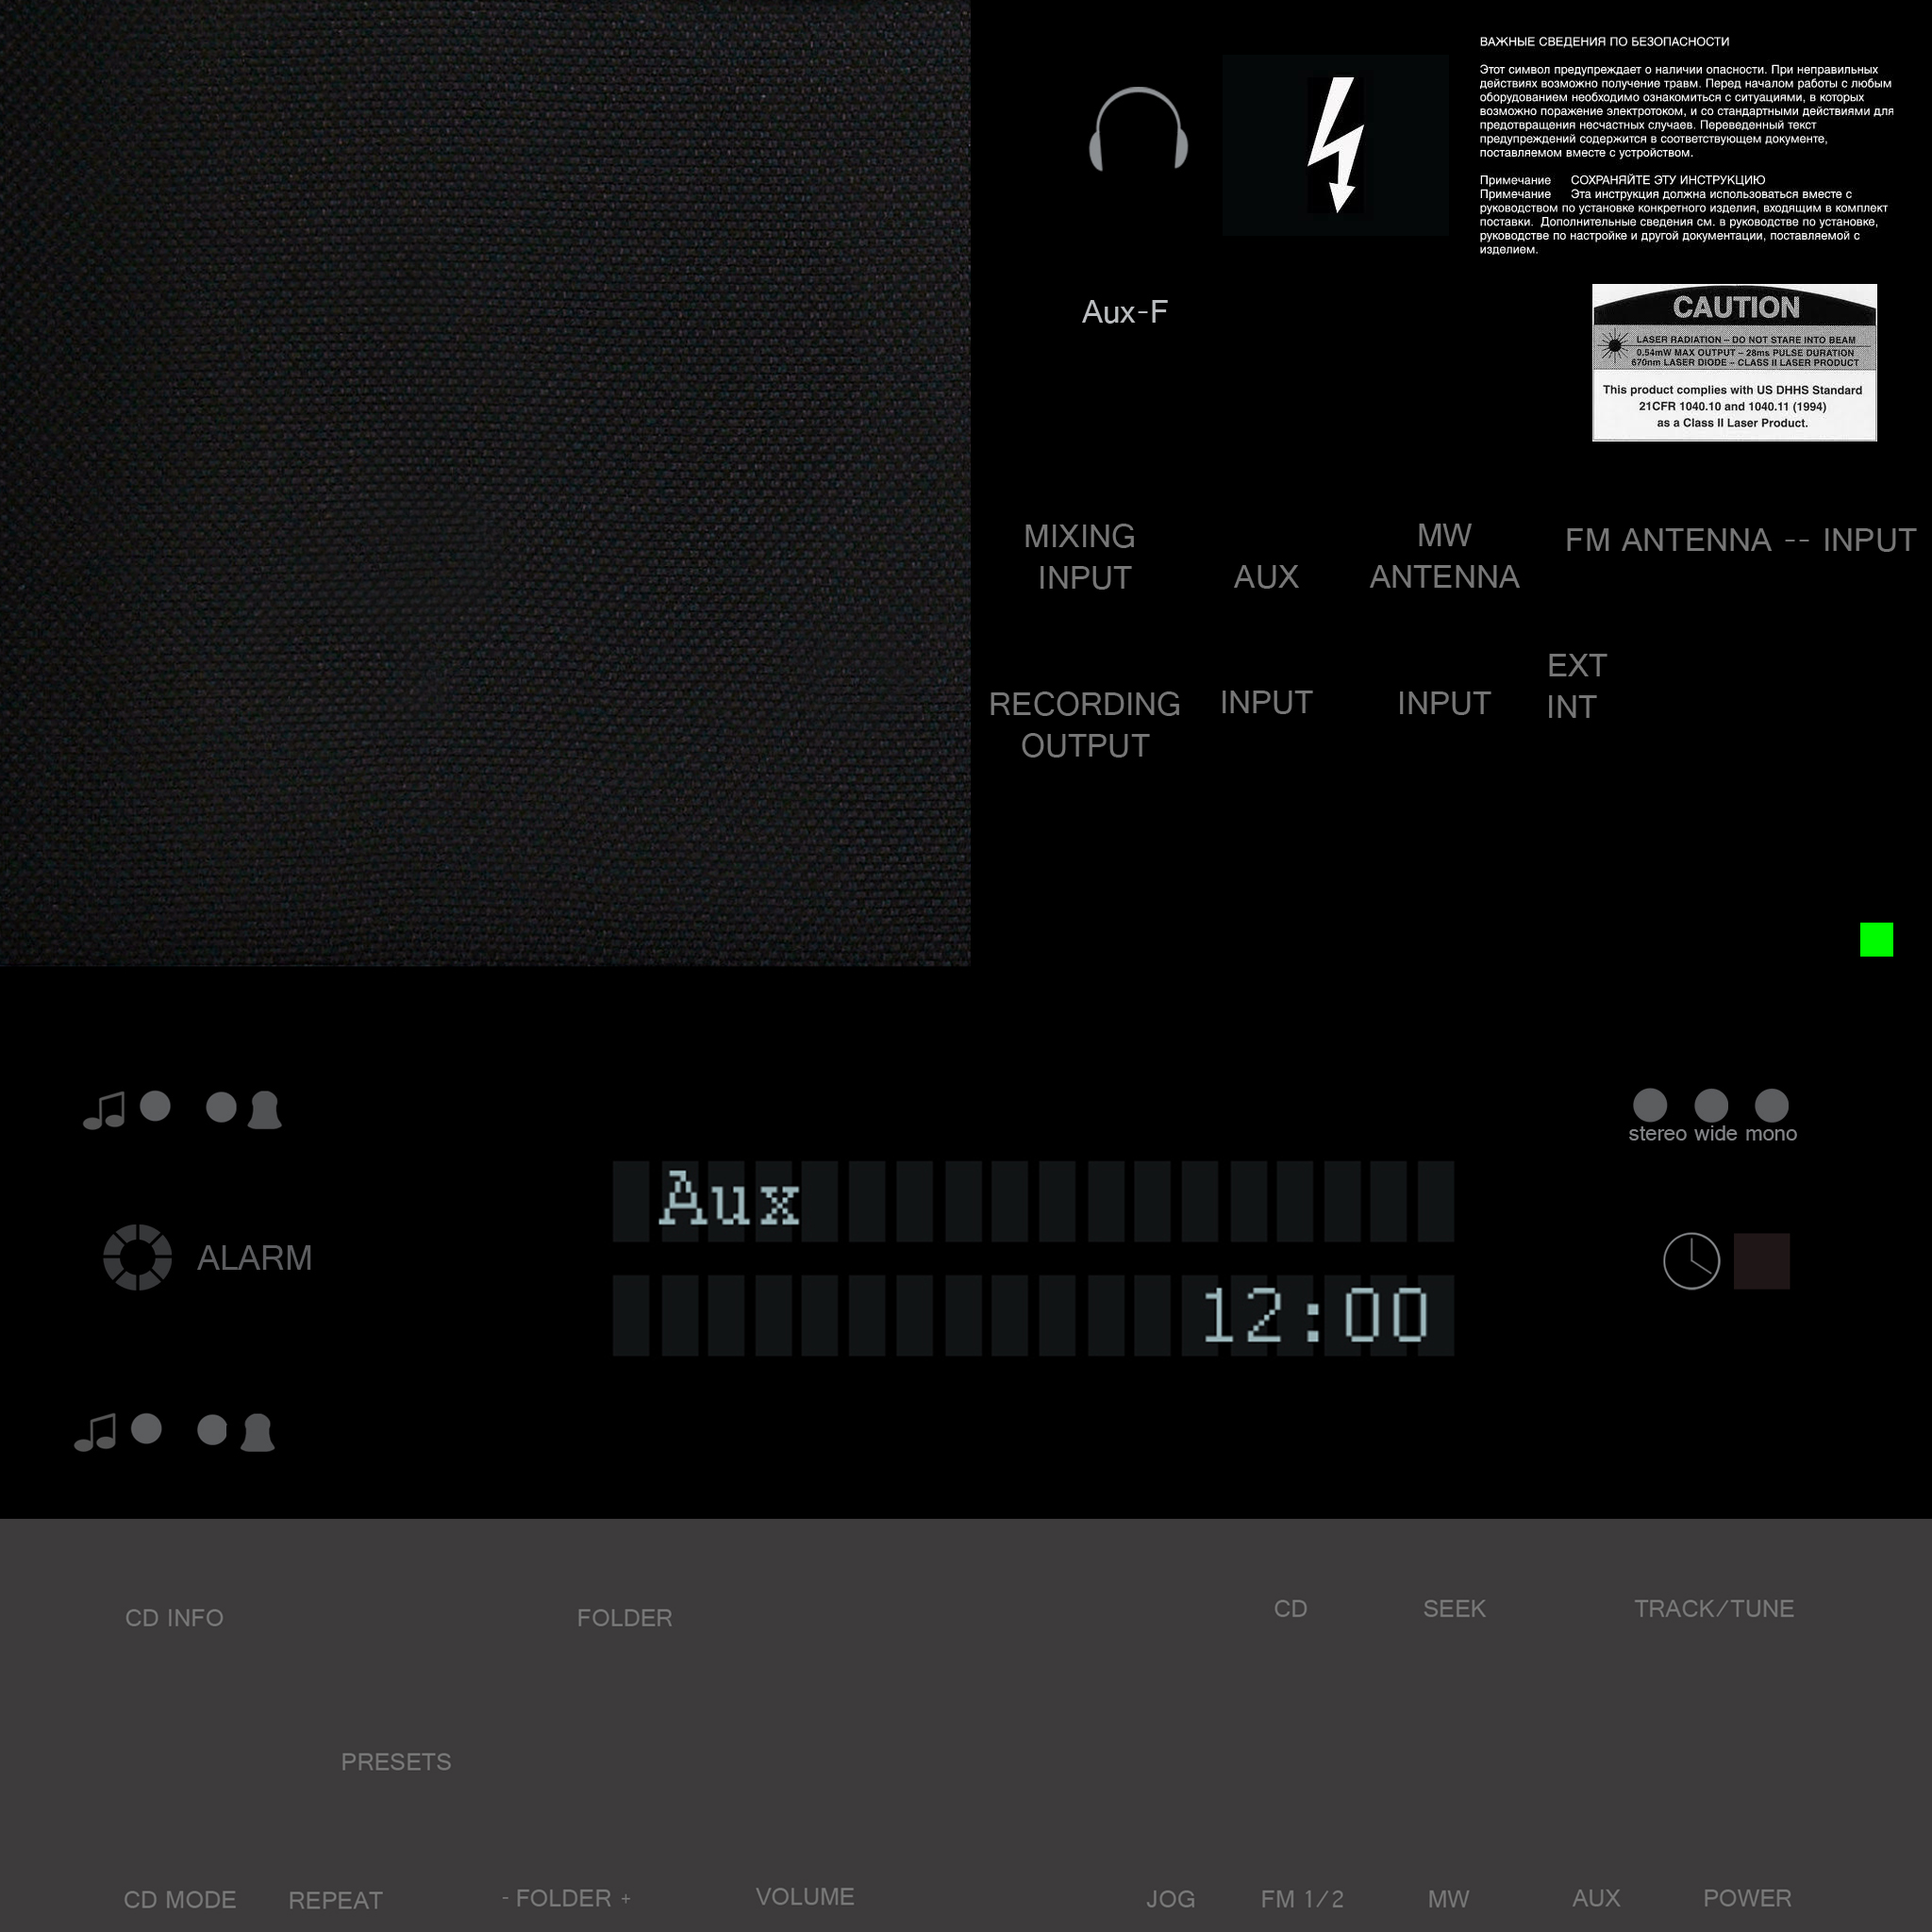 ВАЖНЫЕ СВЕДЕНИЯ ПО БЕЗОПАСНОСТИ
Этот символ предупреждает о наличии опасности. При неправильных
действиях возможно получение травм. Перед началом работы с любым
оборудованием необходимо ознакомиться с ситуациями, в которых
возможно поражение электротоком, и со стандартными действиями для
предотвращения несчастных случаев. Переведенный текст
предупреждений содержится в соответствующем документе,
поставляемом вместе с устройством.
Примечание СОХРАНЯЙТЕ ЭТУ ИНСТРУКЦИЮ
Примечание Эта инструкция должна использоваться вместе с
руководством по установке конкретного изделия, входящим в комплект
поставки. Дополнительные сведения см. в руководстве по установке,
руководстве по настройке и другой документации, поставляемой с
изделием.
Aux-F
CAUTION
LASER RADIATION – DO NOT STARE INTO BEAM
0.54mW MAX OUTPUT – 28ms PULSE DURATION
670nm LASER DIODE – CLASS II LASER PRODUCT
This product complies with US DHHS Standard
21CFR 1040.10 and 1040.11 (1994)
as a Class II Laser Product.
MIXING
INPUT
AUX
MW
ANTENNA
FM ANTENNA -- INPUT
RECORDING
OUTPUT
INPUT
INPUT
EXT
INT
stereo wide mono
Aux
ALARM
12:00
CD INFO
FOLDER
CD
SEEK
TRACK/TUNE
PRESETS
CD MODE
REPEAT
- FOLDER +
VOLUME
JOG
FM 1/2
MW
AUX
POWER